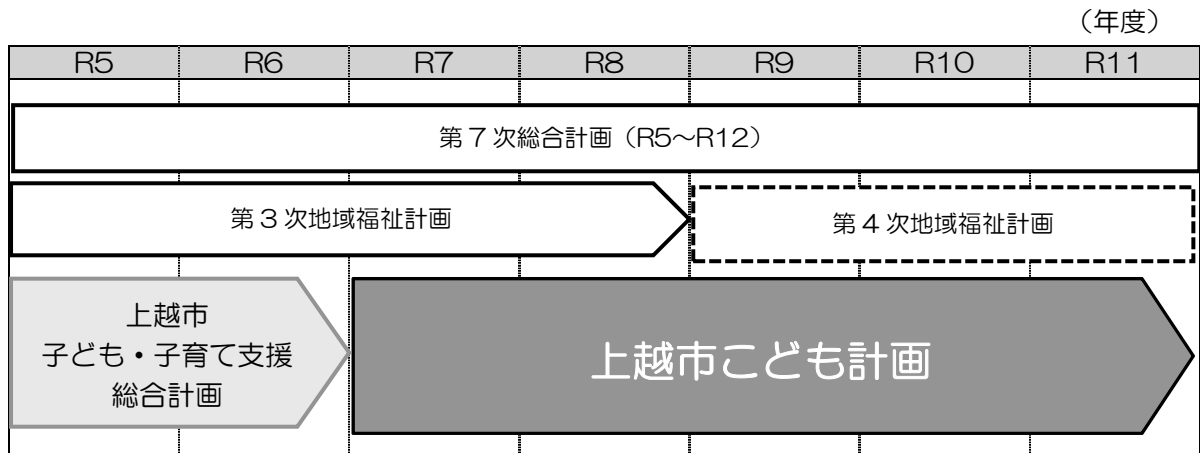 （年度）
R5 R6 R7 R8 R9 R10 R11
第７次総合計画（R5～R12）
第３次地域福祉計画
第４次地域福祉計画
上越市
子ども・子育て支援
総合計画
上越市こども計画